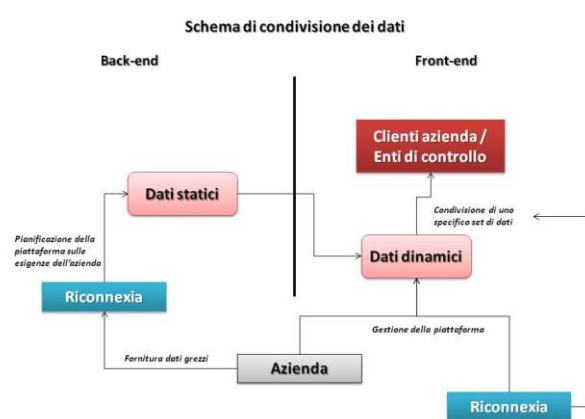 Schema di condivisione dei dati
Back-end
Front-end
Clienti azienda /
Enti di controllo
Dati statici
Condivisione di uno
specifico set di dati
Pianificazione della
piattaforma sulle
esigenze dell'azienda
Dati dinamici
Riconnexia
Gestione della piattaforma
Fornitura dati grezzi
Azienda
Riconnexia